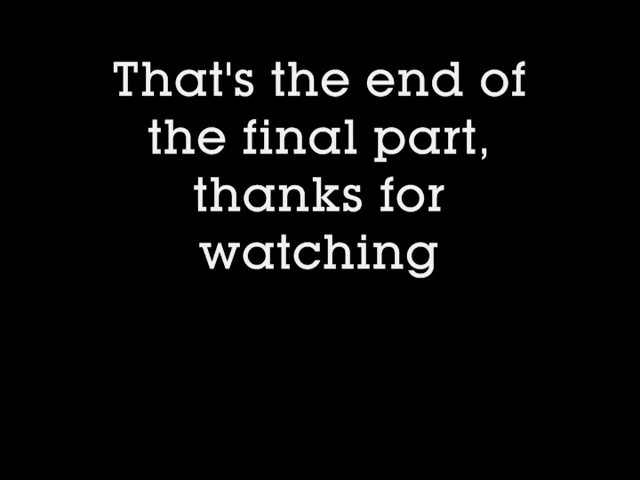 That's the end of
the final part,
thanks for
watching